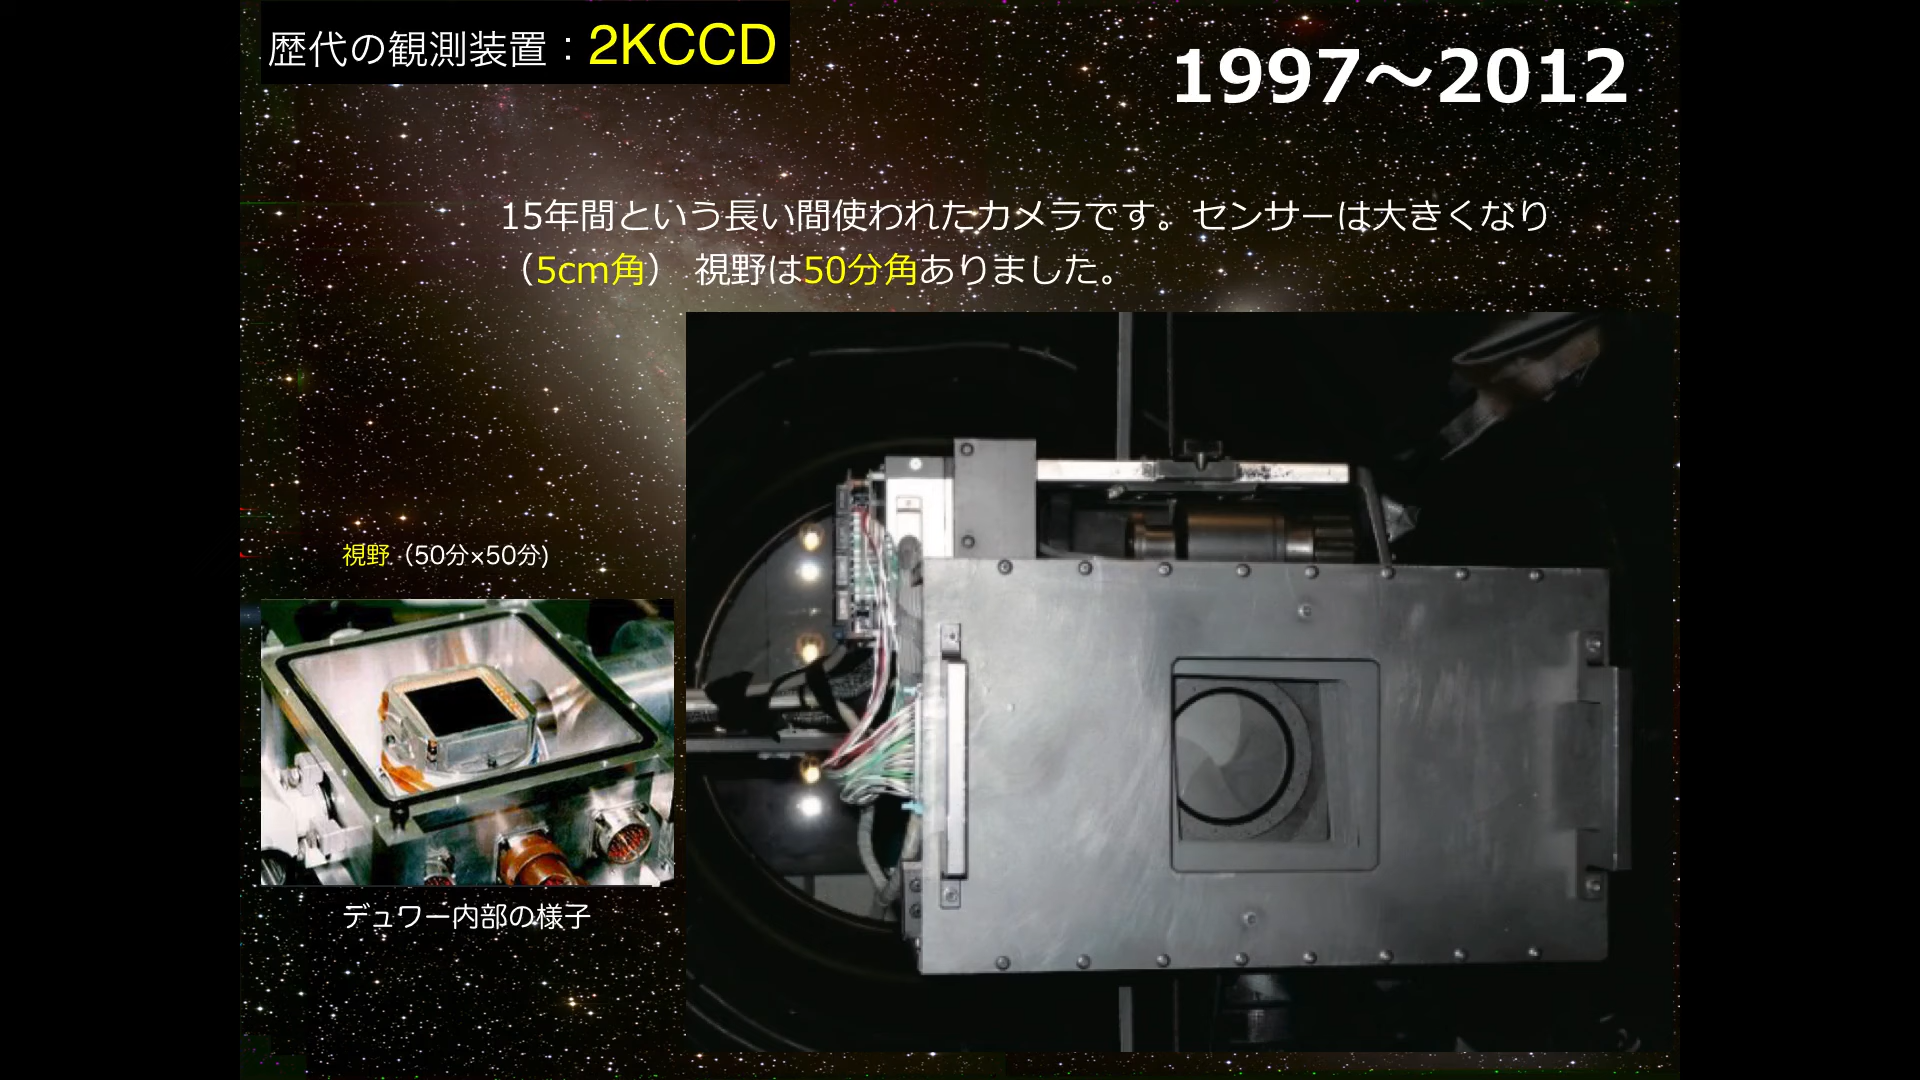 歴代の観測装置：2KCCD
1997～2012
15年間という長い間使われたカメラです。センサーは大きくなり
（5cm角） 視野は50分角ありました。
視野（50分×50分)
デュワー内部の様子